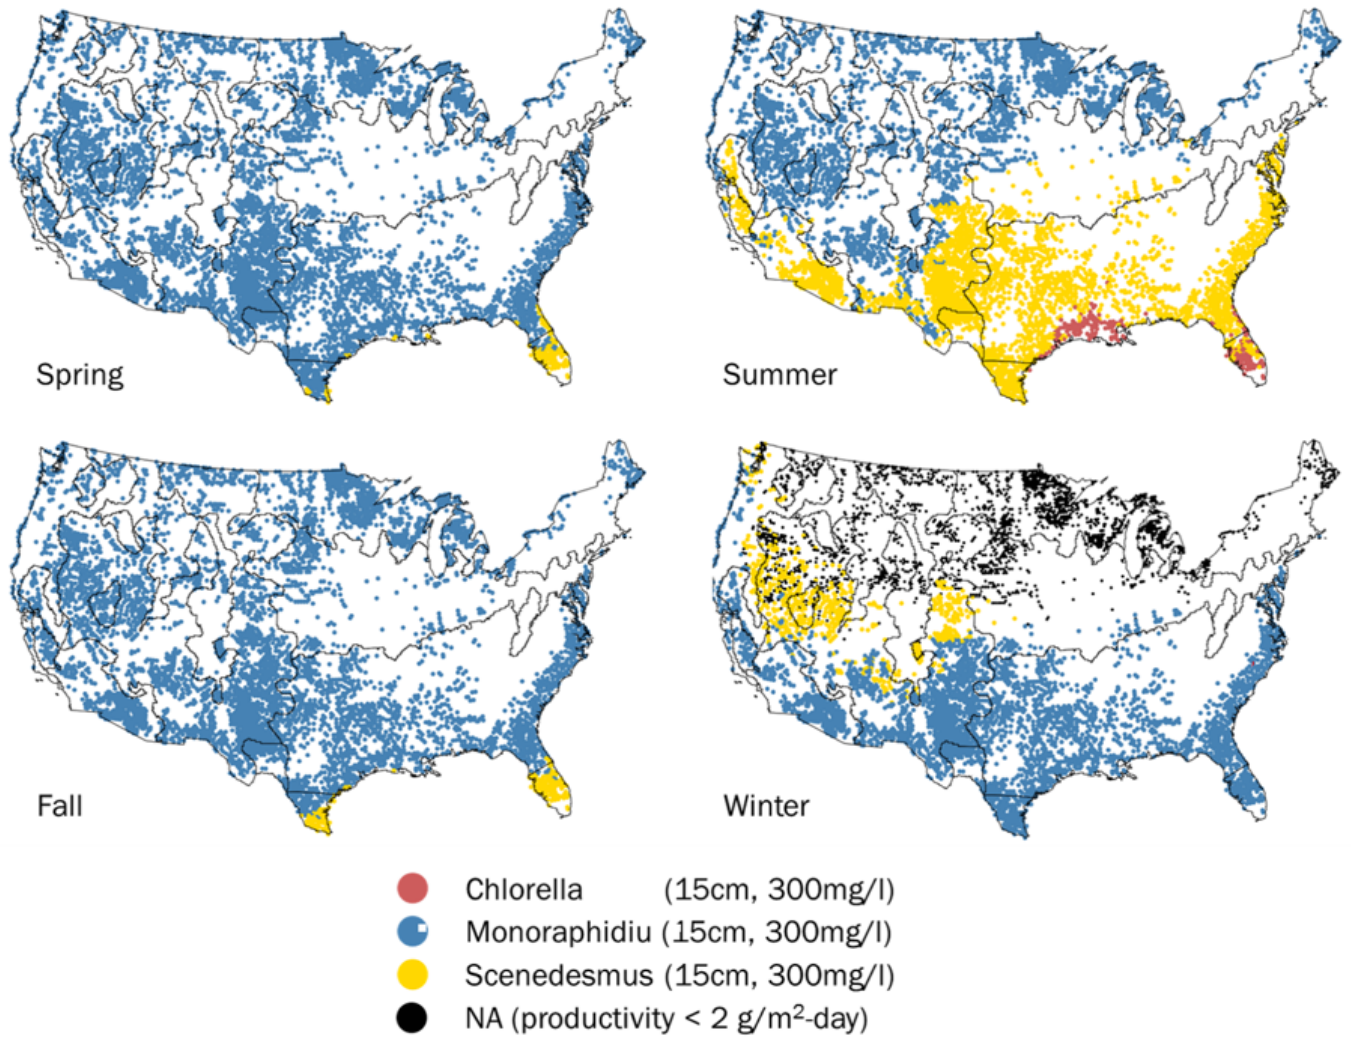 Spring
Summer
Fall
Winter
Chlorella (15cm, 300mg/l)
Monoraphidiu (15cm, 300mg/l)
Scenedesmus (15cm, 300mg/l)
NA (productivity < 2 g/m²-day)